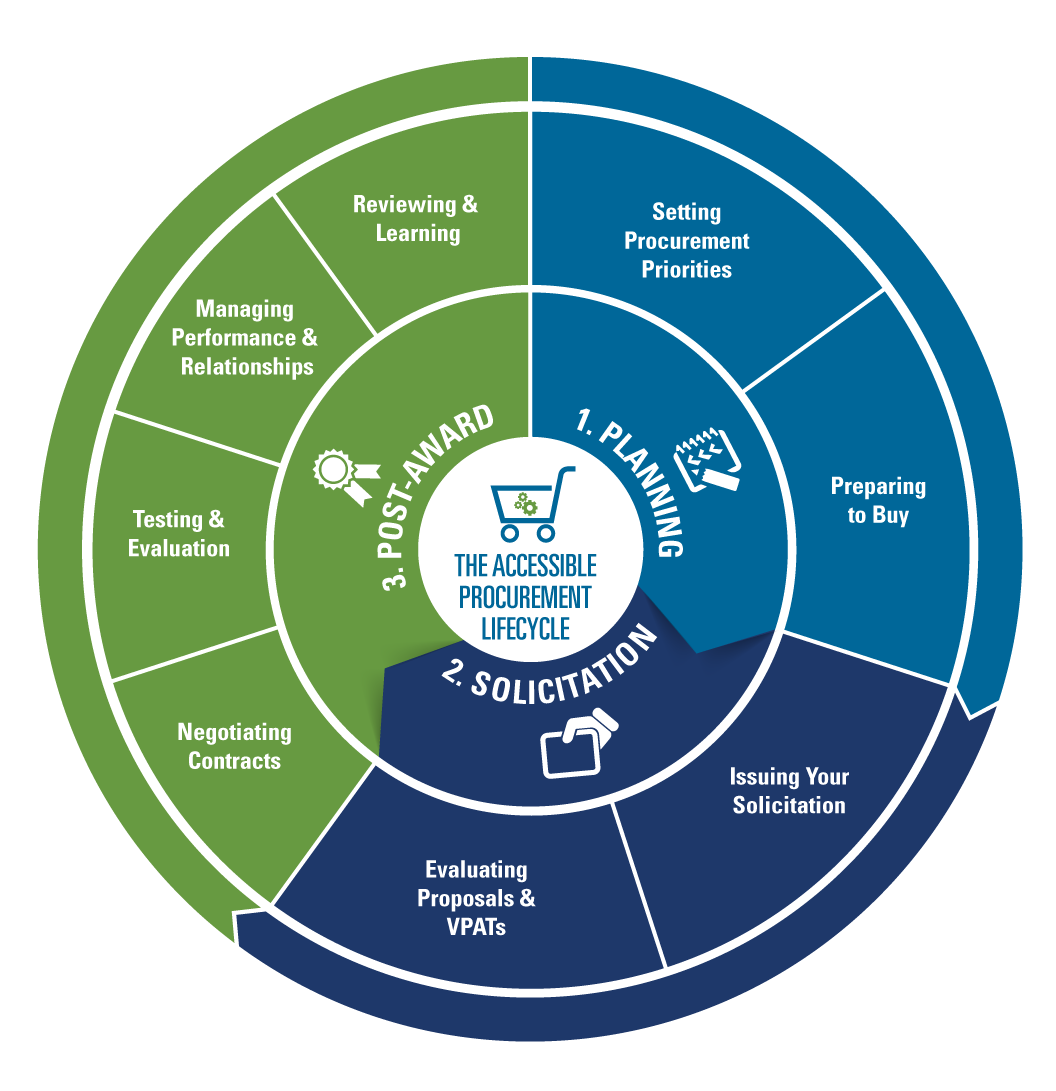 THE ACCESSIBLE
PROCUREMENT
LIFECYCLE
1. PLANNING
Setting
Procurement
Priorities
Preparing
to Buy
2. SOLICITATION
Issuing Your
Solicitation
Evaluating
Proposals &
VPATs
3. POST-AWARD
Negotiating
Contracts
Testing &
Evaluation
Managing
Performance &
Relationships
Reviewing &
Learning